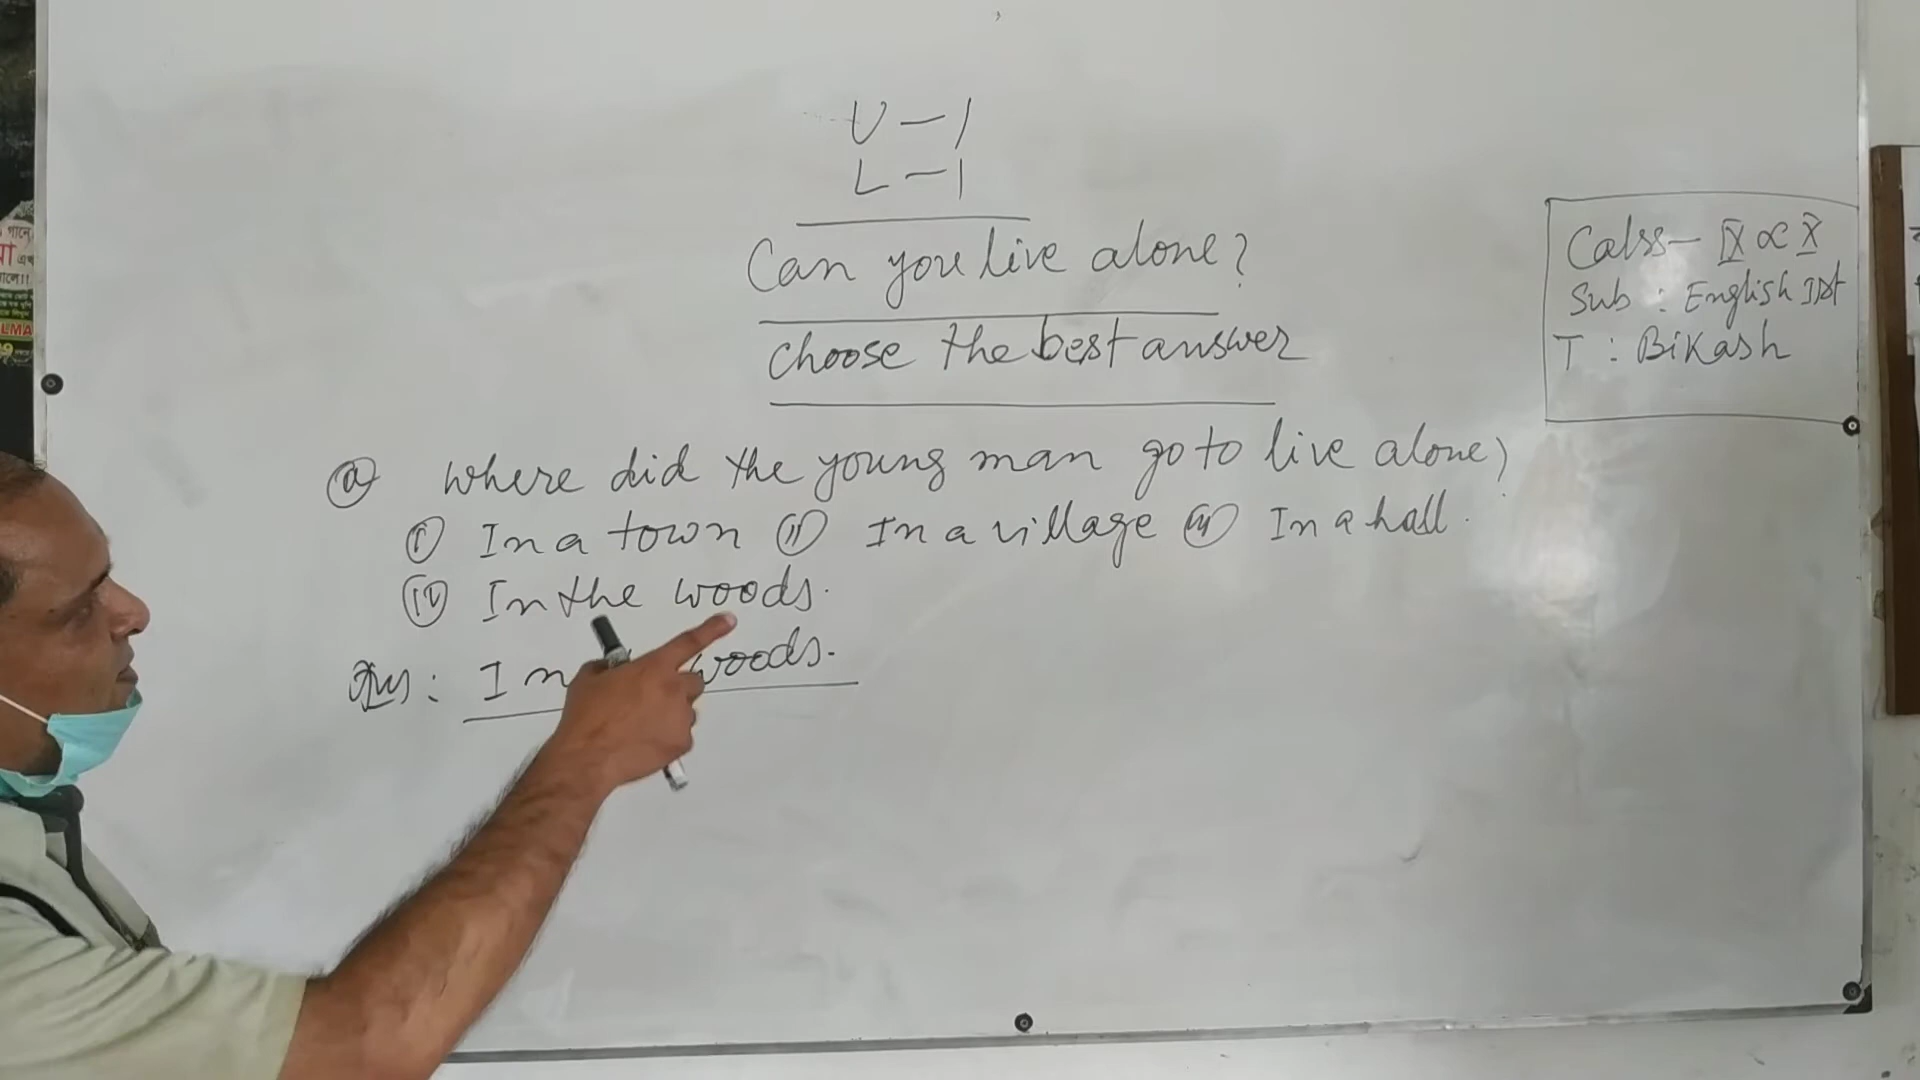 U-1
L-1
Can you live alone?
Choose the best answer
Calss- IX & X
Sub : English 1st
T : Bikash
(a) Where did the young man go to live alone?
(i) In a town (ii) In a village (iii) In a hall.
(iv) In the woods.
Ans : In woods.
LMA